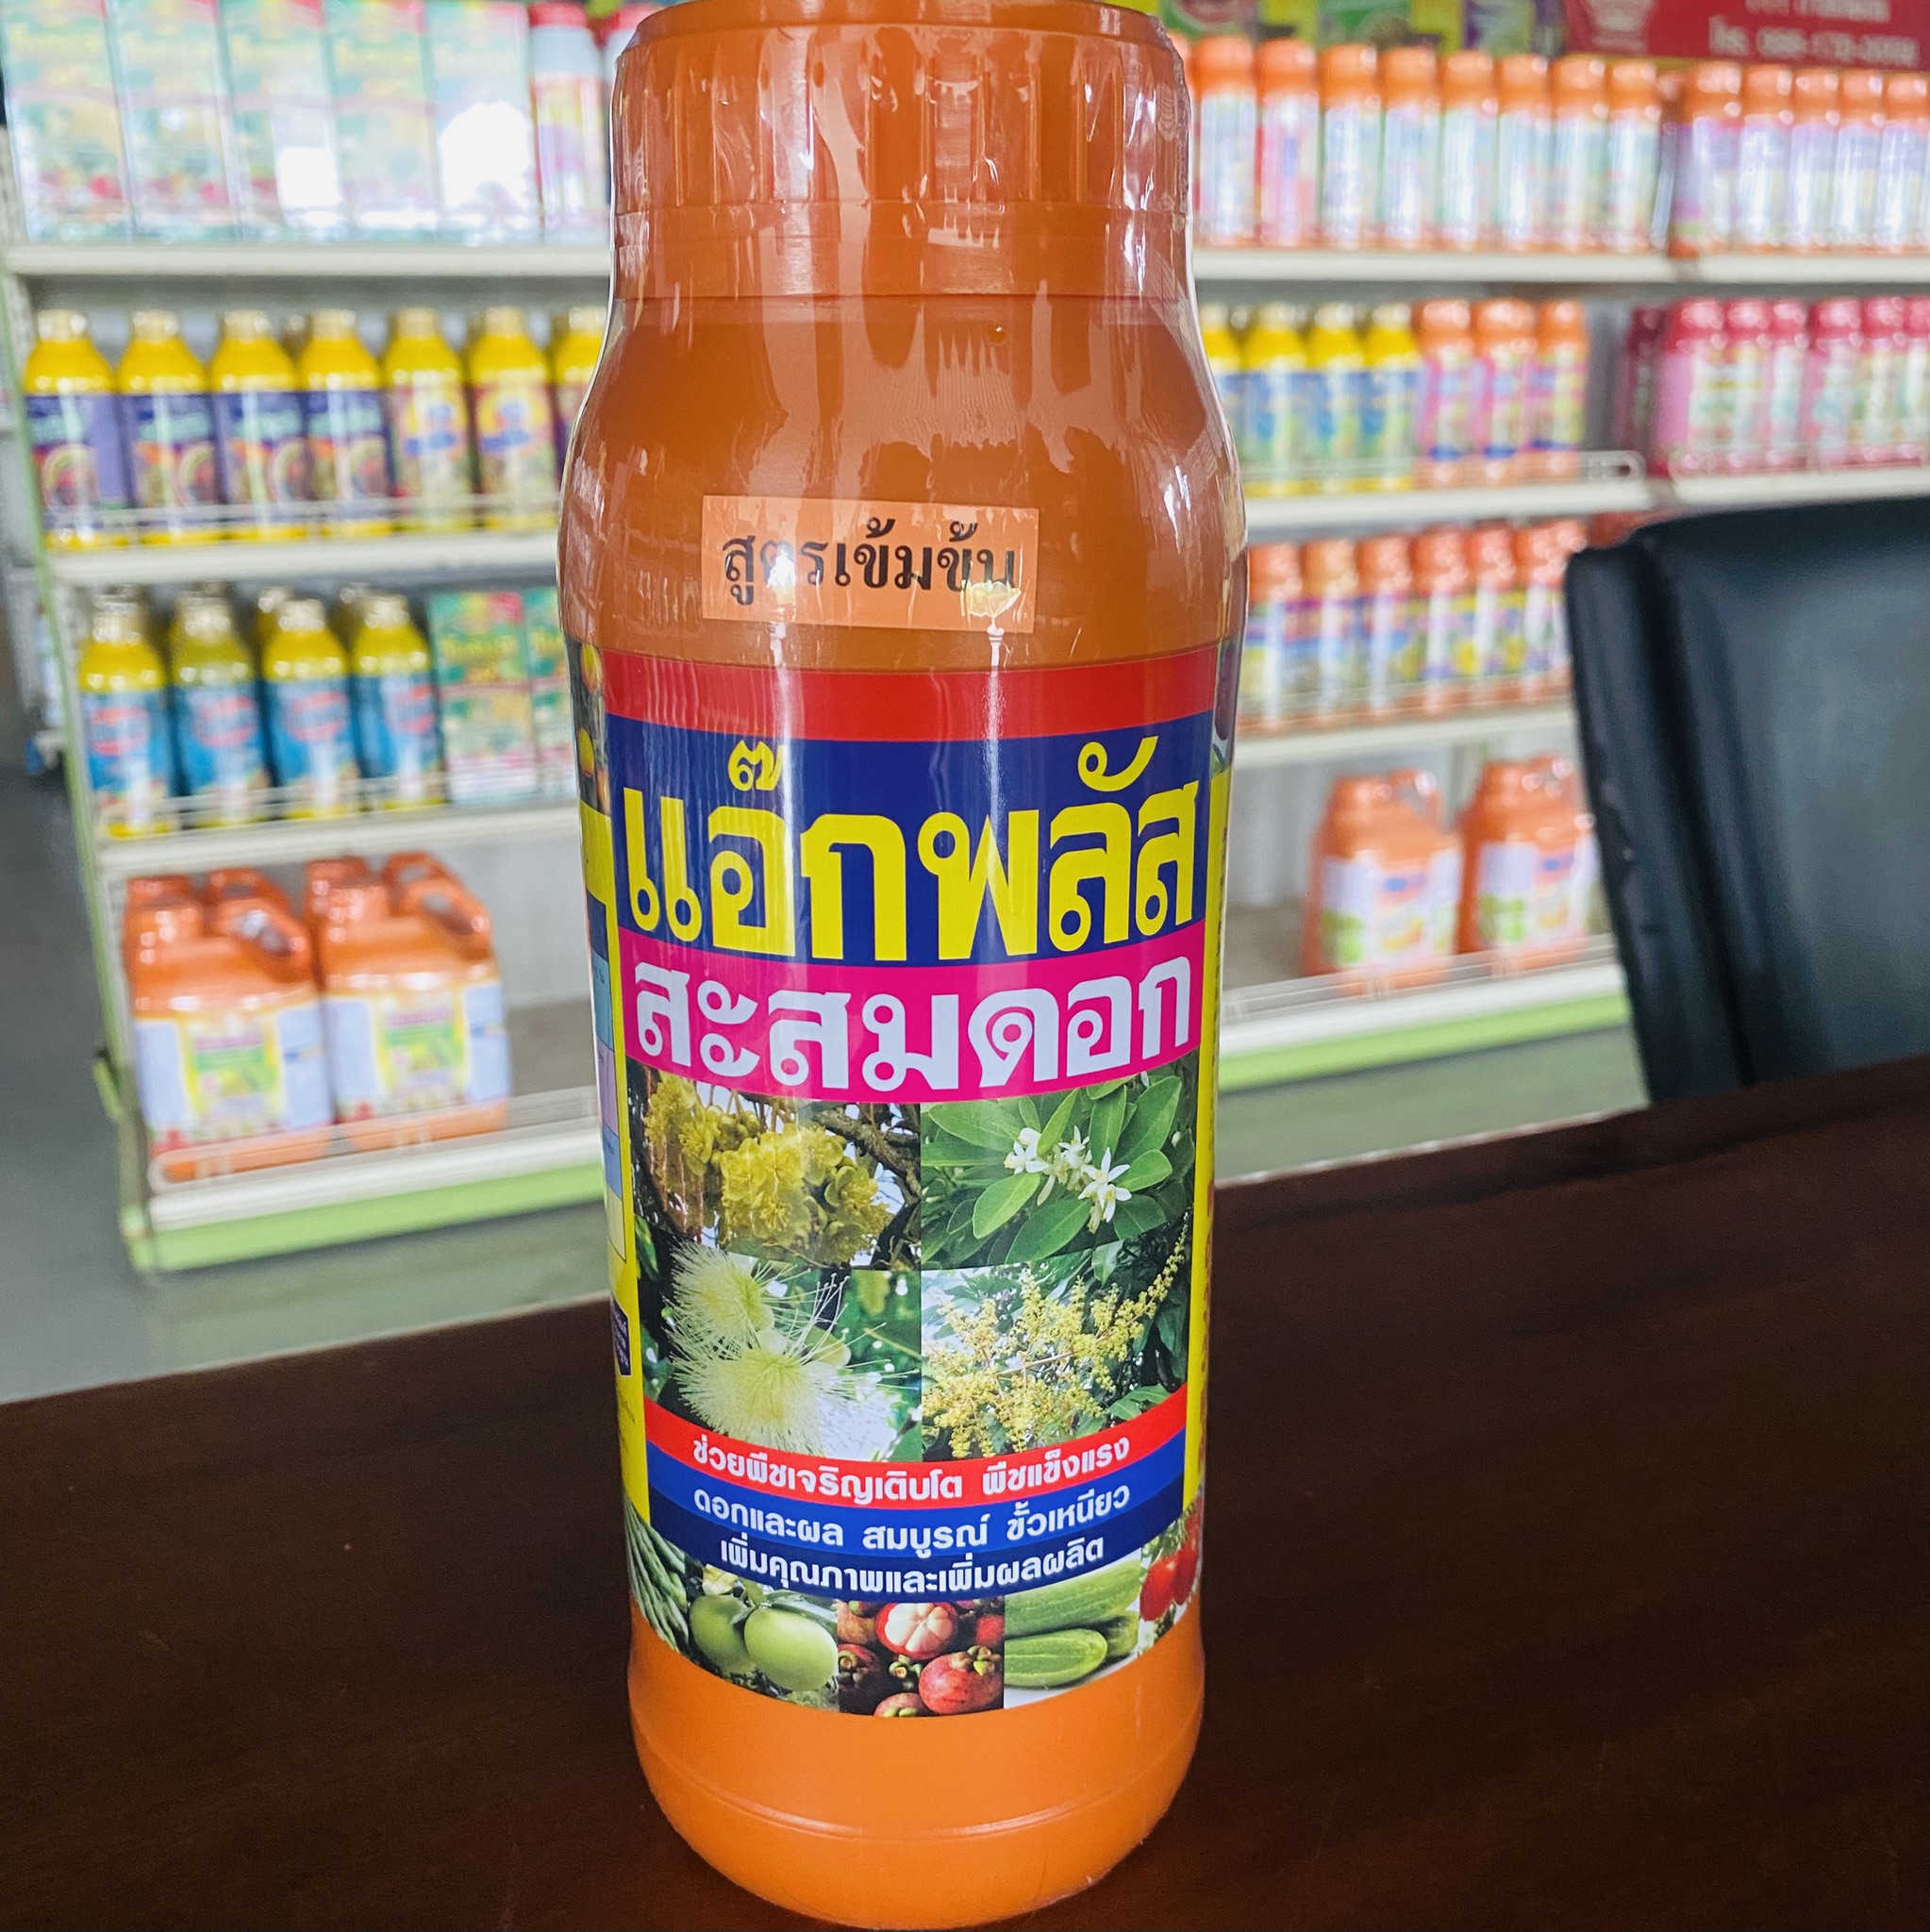 สูตรเข้มข้น
แอ๊กพลัส
สะสมดอก
ช่วยพืชเจริญเติบโต พืชแข็งแรง
ดอกและผล สมบูรณ์ ขั้วเหนียว
เพิ่มคุณภาพและเพิ่มผลผลิต